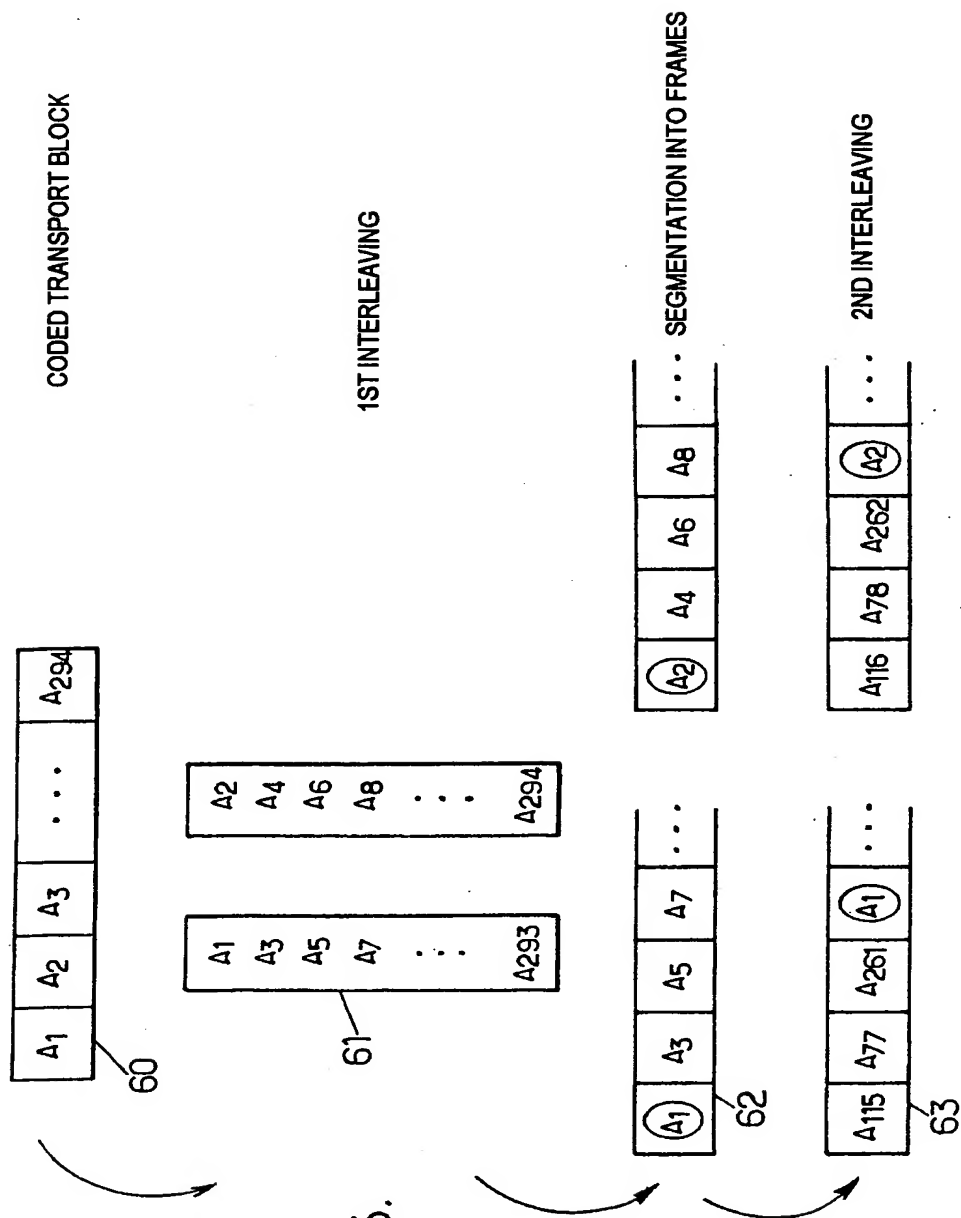 CODED TRANSPORT BLOCK
A1 A2 A3 ... A294
60
1ST INTERLEAVING
A1 A2
A3 A4
A5 A6
A7 A8
... ...
A293 A294
61
SEGMENTATION INTO FRAMES
A1 A3 A5 A7 ... A2 A4 A6 A8 ...
62
2ND INTERLEAVING
A115 A77 A261 A1 ... A116 A78 A262 A2 ...
63